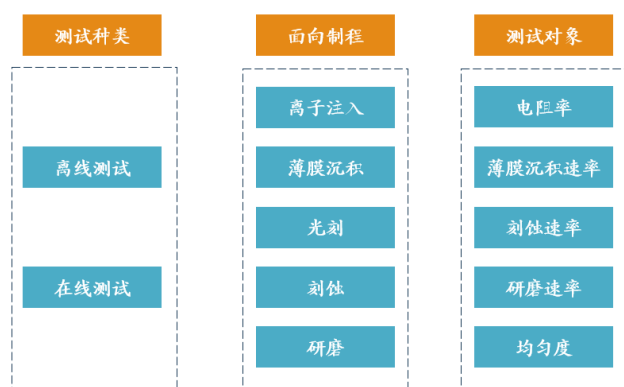 测试种类
面向制程
测试对象
离线测试
在线测试
离子注入
薄膜沉积
光刻
刻蚀
研磨
电阻率
薄膜沉积速率
刻蚀速率
研磨速率
均匀度